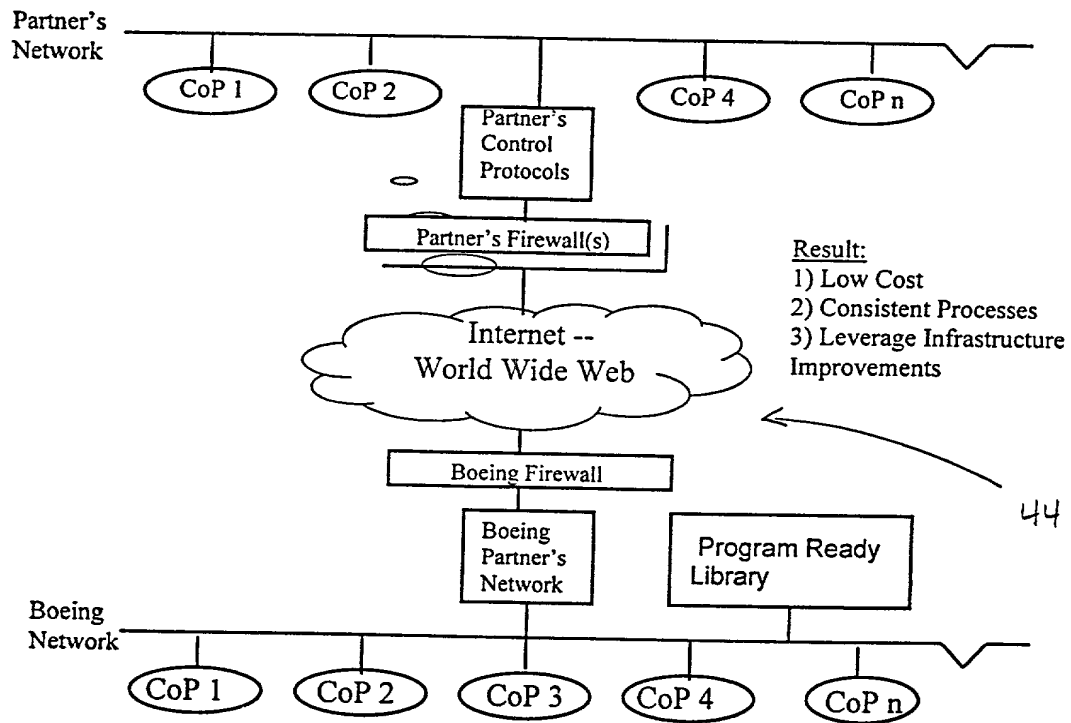 Partner's
Network
CoP 1
CoP 2
CoP 4
CoP n
Partner's
Control
Protocols
Partner's Firewall(s)
Result:
1) Low Cost
2) Consistent Processes
3) Leverage Infrastructure
Improvements
Internet --
World Wide Web
Boeing Firewall
44
Boeing
Partner's
Network
Program Ready
Library
Boeing
Network
CoP 1
CoP 2
CoP 3
CoP 4
CoP n